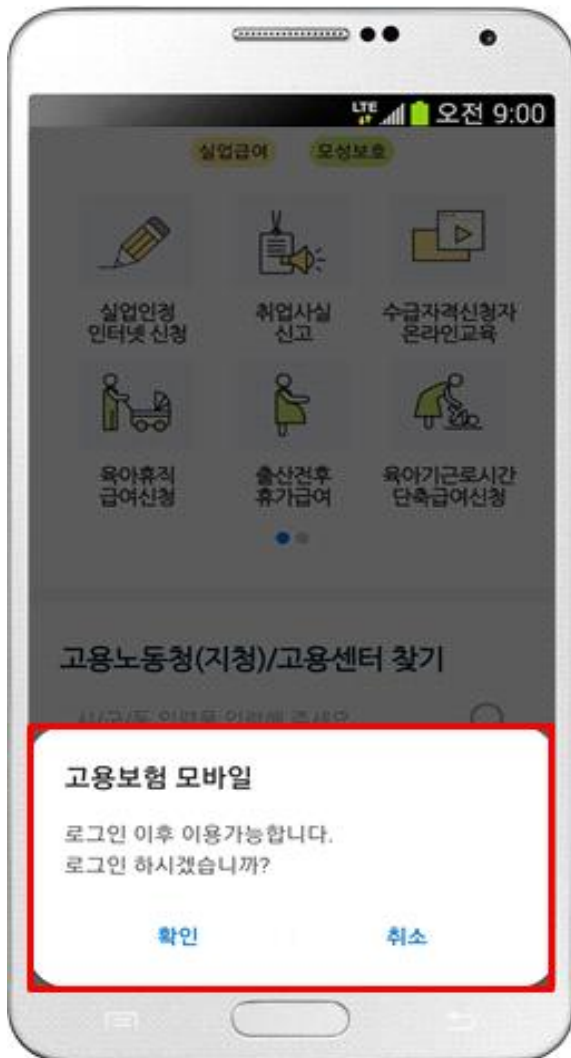 LTE 오전 9:00
실업급여 모성보호
실업인정 취업사실 수급자격신청자
인터넷 신청 신고 온라인교육
육아휴직 출산전후 육아기근로시간
급여신청 휴가급여 단축급여신청
고용노동청(지청)/고용센터 찾기
고용보험 모바일
로그인 이후 이용가능합니다.
로그인 하시겠습니까?
확인 취소